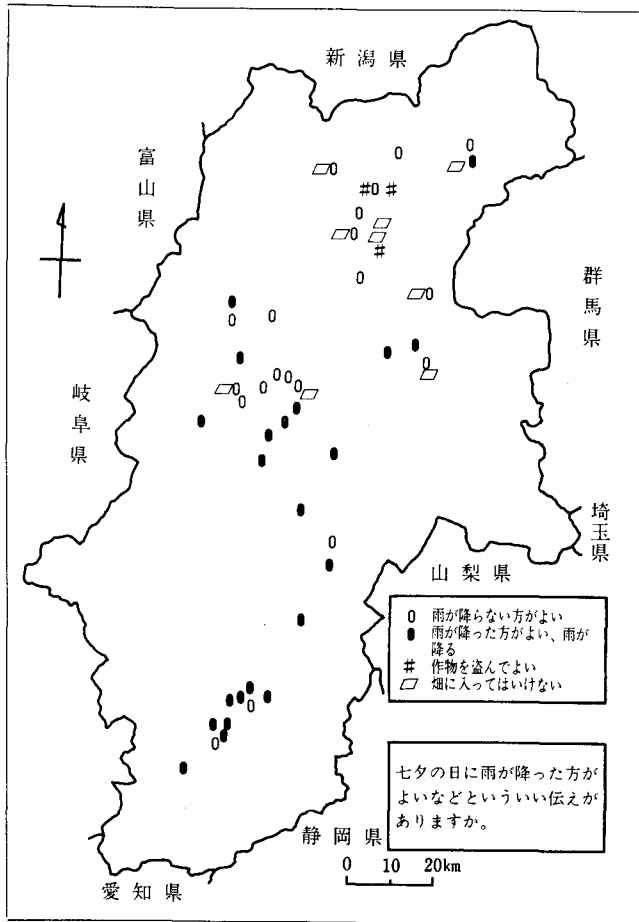 新潟県
富山県
群馬県
岐阜県
埼玉県
山梨県
0 雨が降らない方がよい
雨が降った方がよい、雨が
降る
# 作物を盗んでよい
▱ 畑に入ってはいけない
七夕の日に雨が降った方が
よいなどといういい伝えが
ありますか。
静岡県
0 10 20km
愛知県